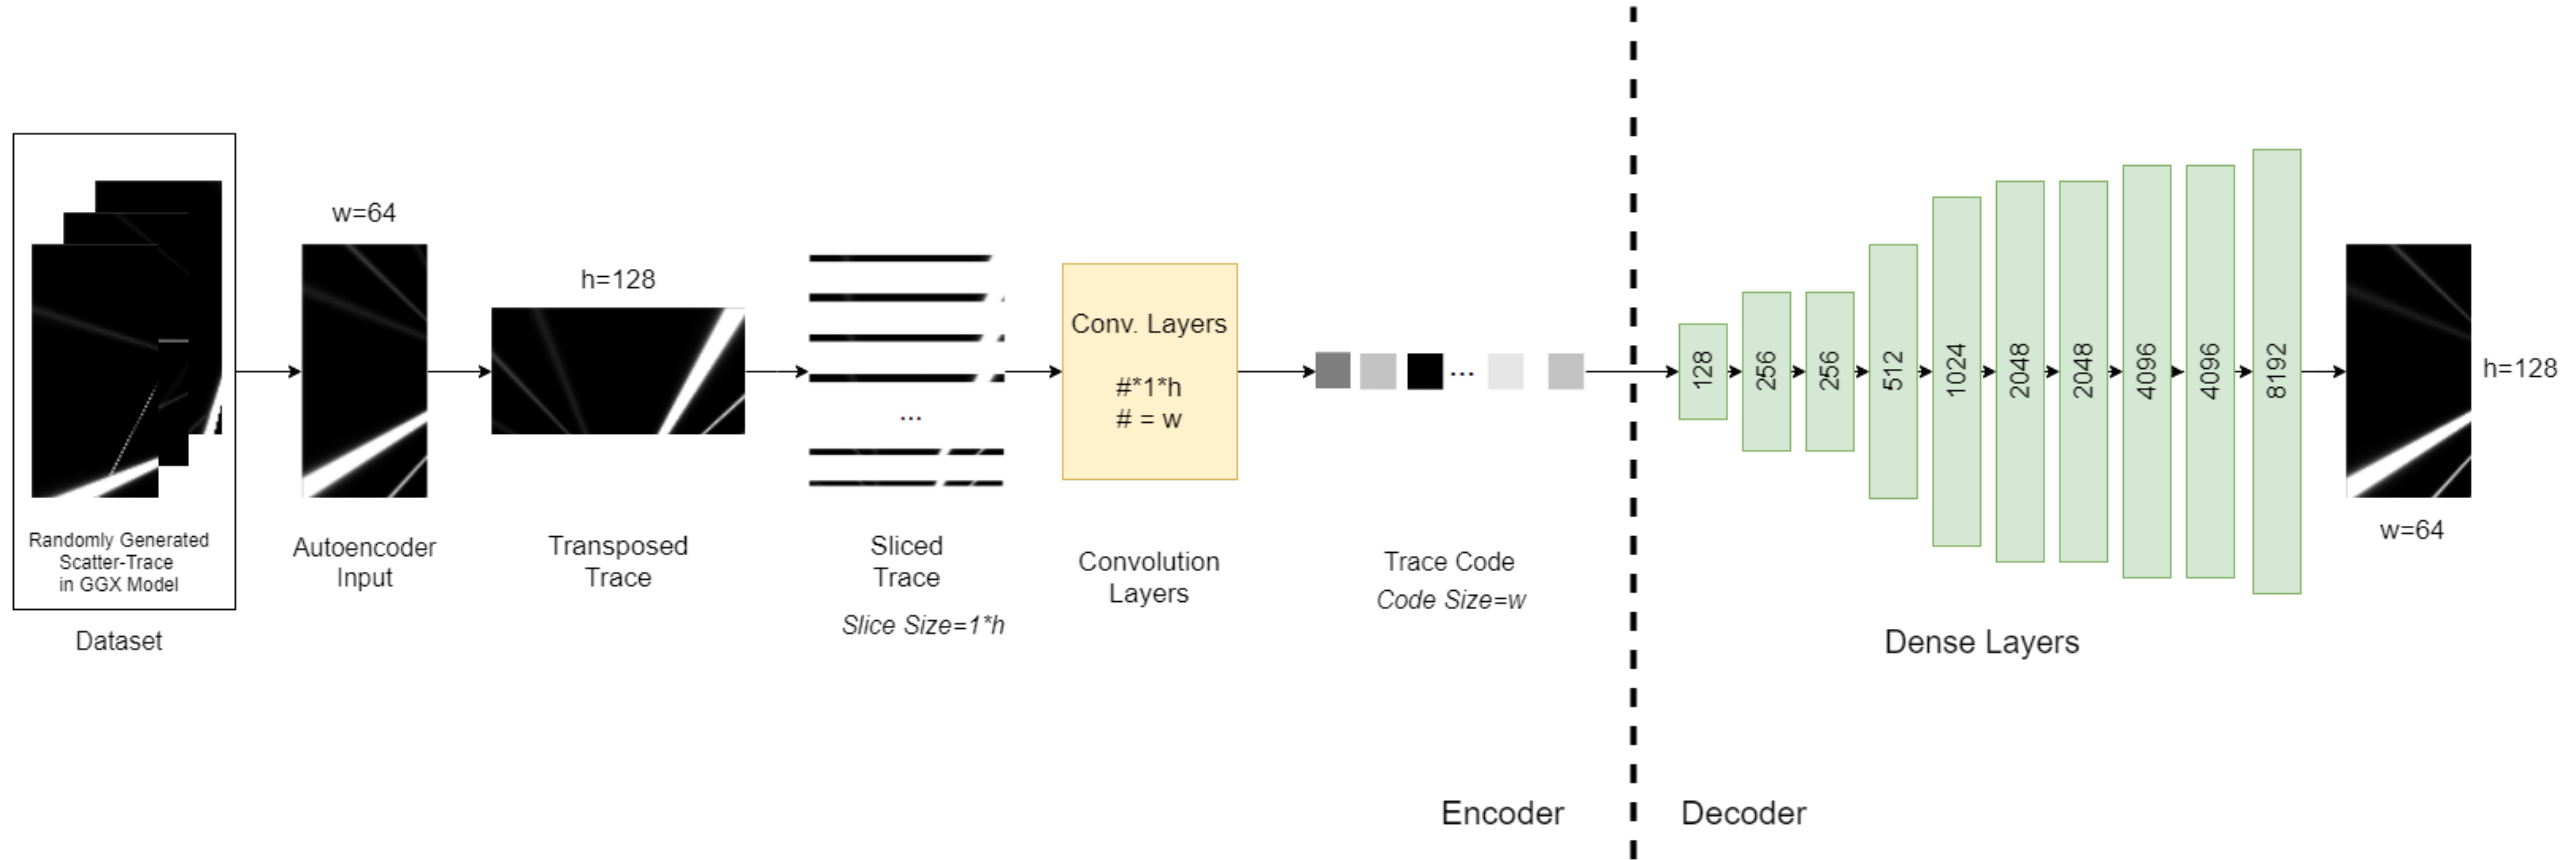 Randomly Generated
Scatter-Trace
in GGX Model
Dataset
w=64
Autoencoder
Input
h=128
Transposed
Trace
...
Sliced
Trace
Slice Size=1*h
Conv. Layers
#*1*h
# = w
Convolution
Layers
...
Trace Code
Code Size=w
Encoder
Decoder
128
256
256
512
1024
2048
2048
4096
4096
8192
Dense Layers
h=128
w=64